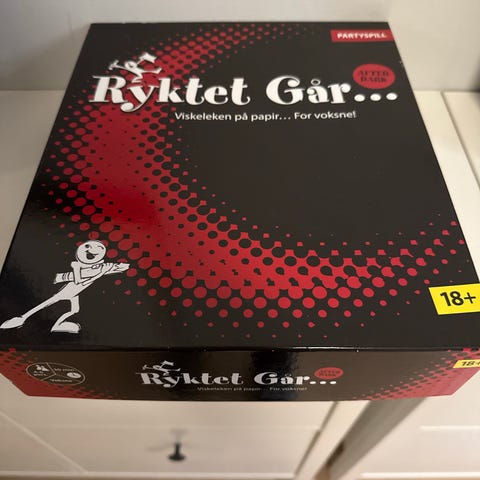 PARTYSPILL
Ryktet Går...
AFTER
DARK
Viskeleken på papir... For voksne!
18+
Ryktet Går...
AFTER
DARK
Viskeleken på papir... For voksne!
18+
Voksne